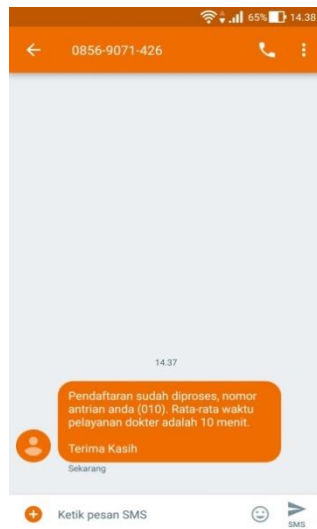 65% 14.38
0856-9071-426
14.37
Pendaftaran sudah diproses, nomor
antrian anda (010). Rata-rata waktu
pelayanan dokter adalah 10 menit.
Terima Kasih
Sekarang
Ketik pesan SMS
SMS